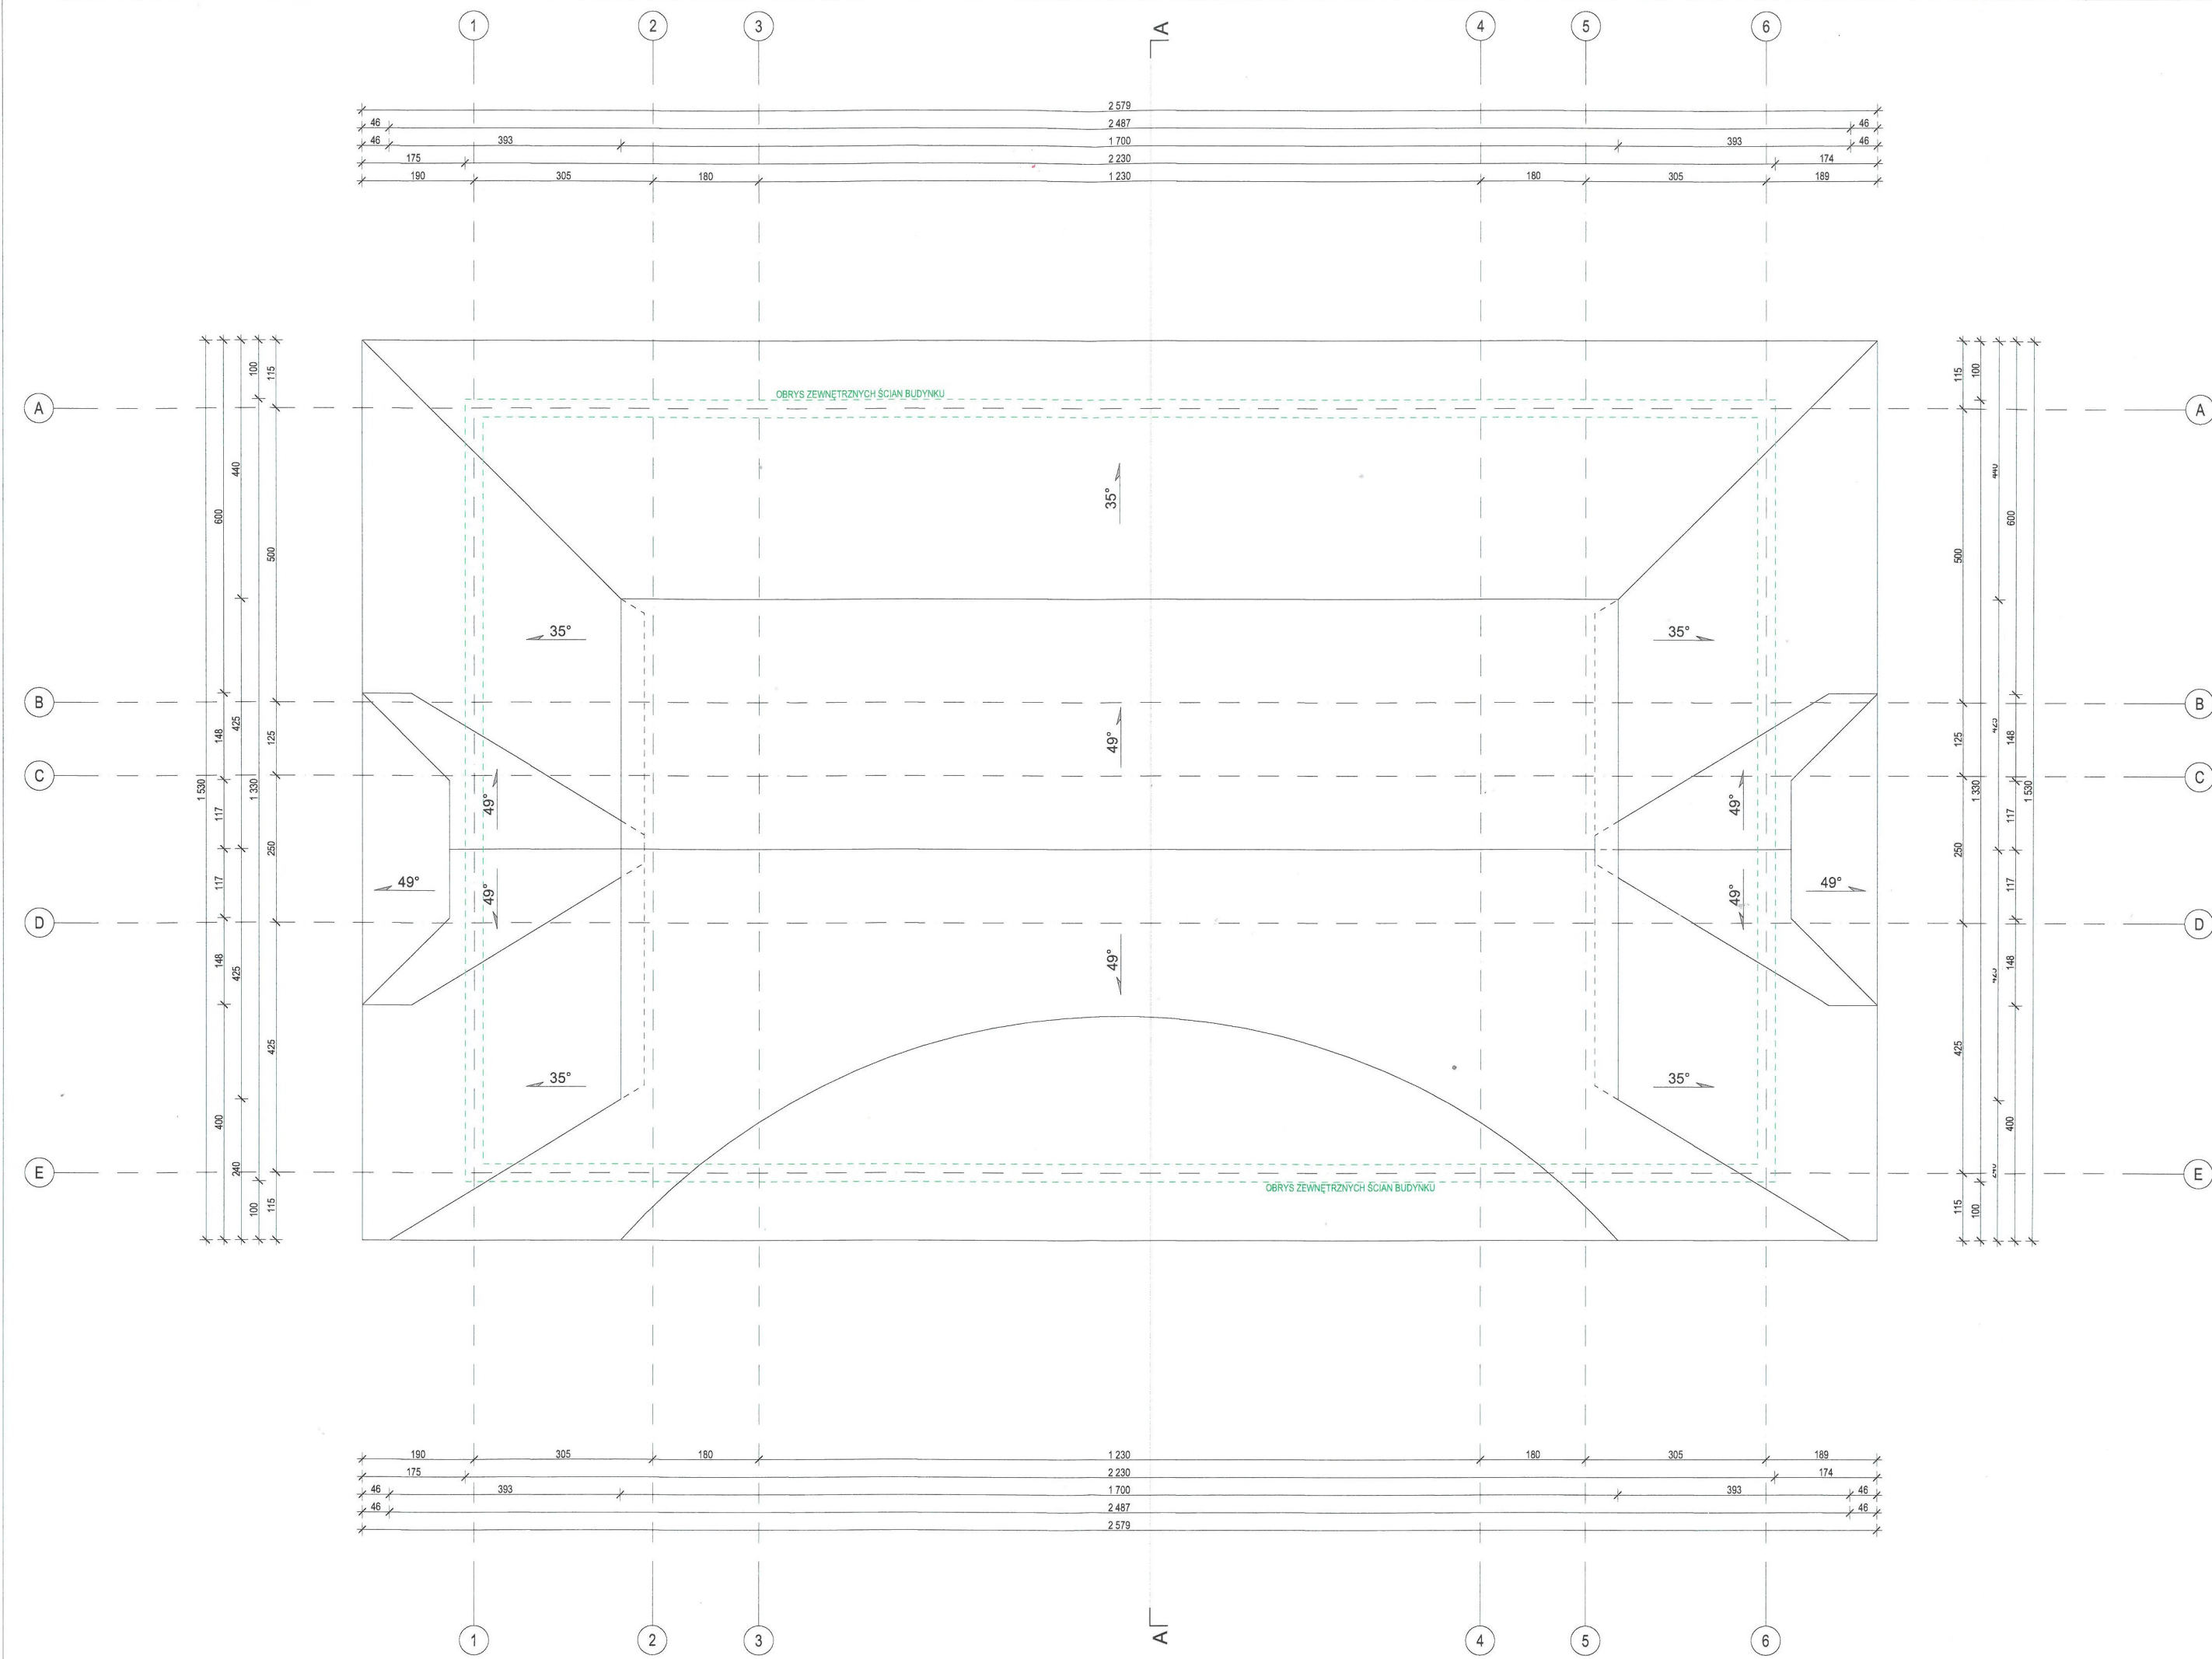 1 2 3 A 4 5 6
2 579
46 2 487 46
46 393 1 700 393 46
175 2 230 174
190 305 180 1 230 180 305 189
A
B
C
D
E
1 530
600 148 117 117 148 400
440 425 425 240
100 1 330 100
115 500 125 250 425 115
OBRYS ZEWNĘTRZNYCH ŚCIAN BUDYNKU
35°
35°
35°
49°
49°
49°
49°
49°
49°
49°
49°
35°
35°
OBRYS ZEWNĘTRZNYCH ŚCIAN BUDYNKU
115 500 125 250 425 115
100 1 330 100
600 148 117 117 148 400
1 530
A
B
C
D
E
190 305 180 1 230 180 305 189
175 2 230 174
46 393 1 700 393 46
46 2 487 46
2 579
1 2 3 A 4 5 6